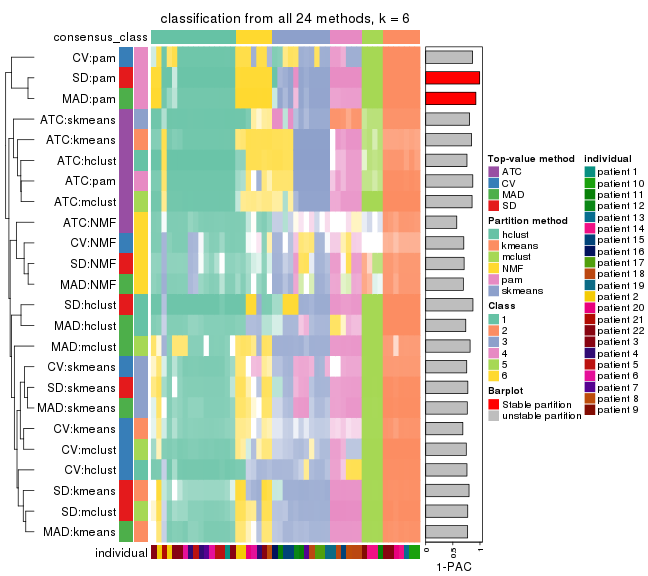 classification from all 24 methods, k = 6
consensus_class
CV:pam
SD:pam
MAD:pam
ATC:skmeans
ATC:kmeans
ATC:hclust
ATC:pam
ATC:mclust
ATC:NMF
CV:NMF
SD:NMF
MAD:NMF
SD:hclust
MAD:hclust
MAD:mclust
CV:skmeans
SD:skmeans
MAD:skmeans
CV:kmeans
CV:mclust
CV:hclust
SD:kmeans
SD:mclust
MAD:kmeans
individual
0
0.5
1
1-PAC
Top-value method
ATC
CV
MAD
SD
Partition method
hclust
kmeans
mclust
NMF
pam
skmeans
Class
1
2
3
4
5
6
Barplot
Stable partition
unstable partition
individual
patient 1
patient 10
patient 11
patient 12
patient 13
patient 14
patient 15
patient 16
patient 17
patient 18
patient 19
patient 2
patient 20
patient 21
patient 22
patient 3
patient 4
patient 5
patient 6
patient 7
patient 8
patient 9